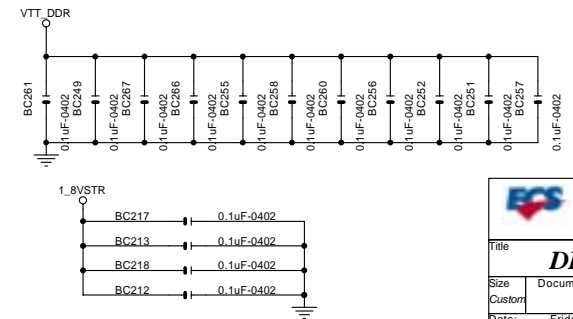 VTT_DDR
BC261
0.1uF-0402
BC249
0.1uF-0402
BC267
0.1uF-0402
BC266
0.1uF-0402
BC255
0.1uF-0402
BC258
0.1uF-0402
BC260
0.1uF-0402
BC256
0.1uF-0402
BC252
0.1uF-0402
BC251
0.1uF-0402
BC257
0.1uF-0402
1_8VSTR
BC217 0.1uF-0402
BC213 0.1uF-0402
BC218 0.1uF-0402
BC212 0.1uF-0402
ECS
Title
Size
Custom